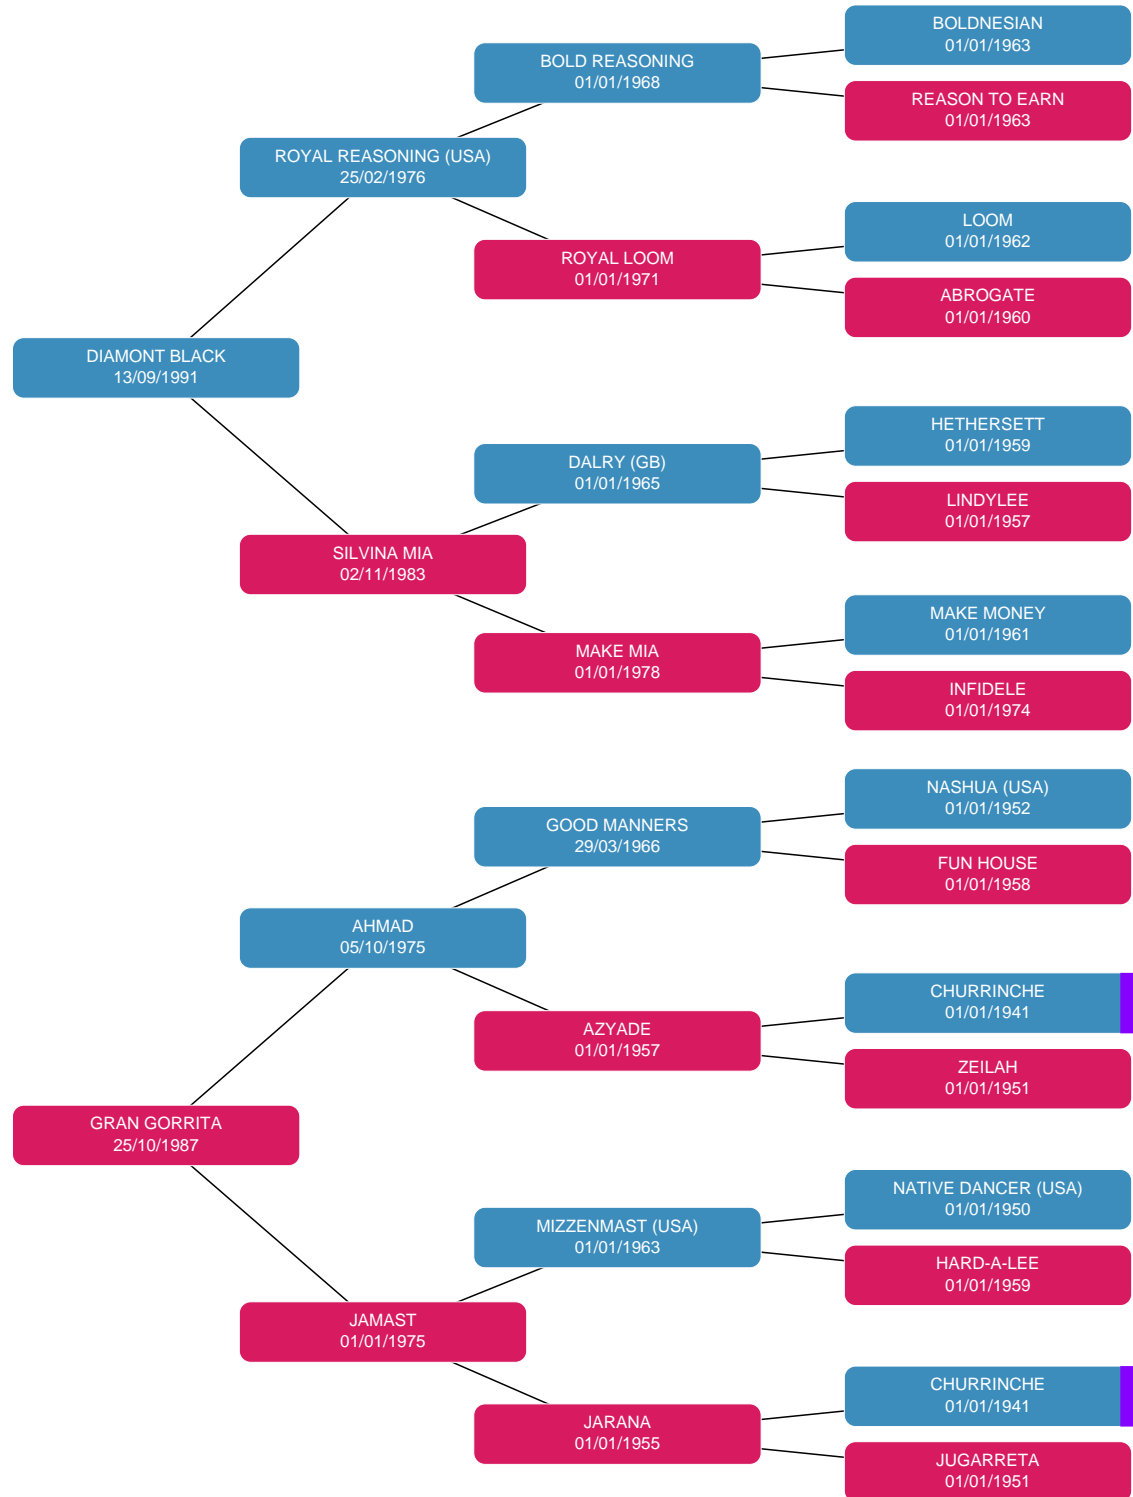 BOLDNESIAN
01/01/1963
BOLD REASONING
01/01/1968
REASON TO EARN
01/01/1963
ROYAL REASONING (USA)
25/02/1976
LOOM
01/01/1962
ROYAL LOOM
01/01/1971
ABROGATE
01/01/1960
DIAMONT BLACK
13/09/1991
HETHERSETT
01/01/1959
DALRY (GB)
01/01/1965
LINDYLEE
01/01/1957
SILVINA MIA
02/11/1983
MAKE MONEY
01/01/1961
MAKE MIA
01/01/1978
INFIDELE
01/01/1974
NASHUA (USA)
01/01/1952
GOOD MANNERS
29/03/1966
FUN HOUSE
01/01/1958
AHMAD
05/10/1975
CHURRINCHE
01/01/1941
AZYADE
01/01/1957
ZEILAH
01/01/1951
GRAN GORRITA
25/10/1987
NATIVE DANCER (USA)
01/01/1950
MIZZENMAST (USA)
01/01/1963
HARD-A-LEE
01/01/1959
JAMAST
01/01/1975
CHURRINCHE
01/01/1941
JARANA
01/01/1955
JUGARRETA
01/01/1951